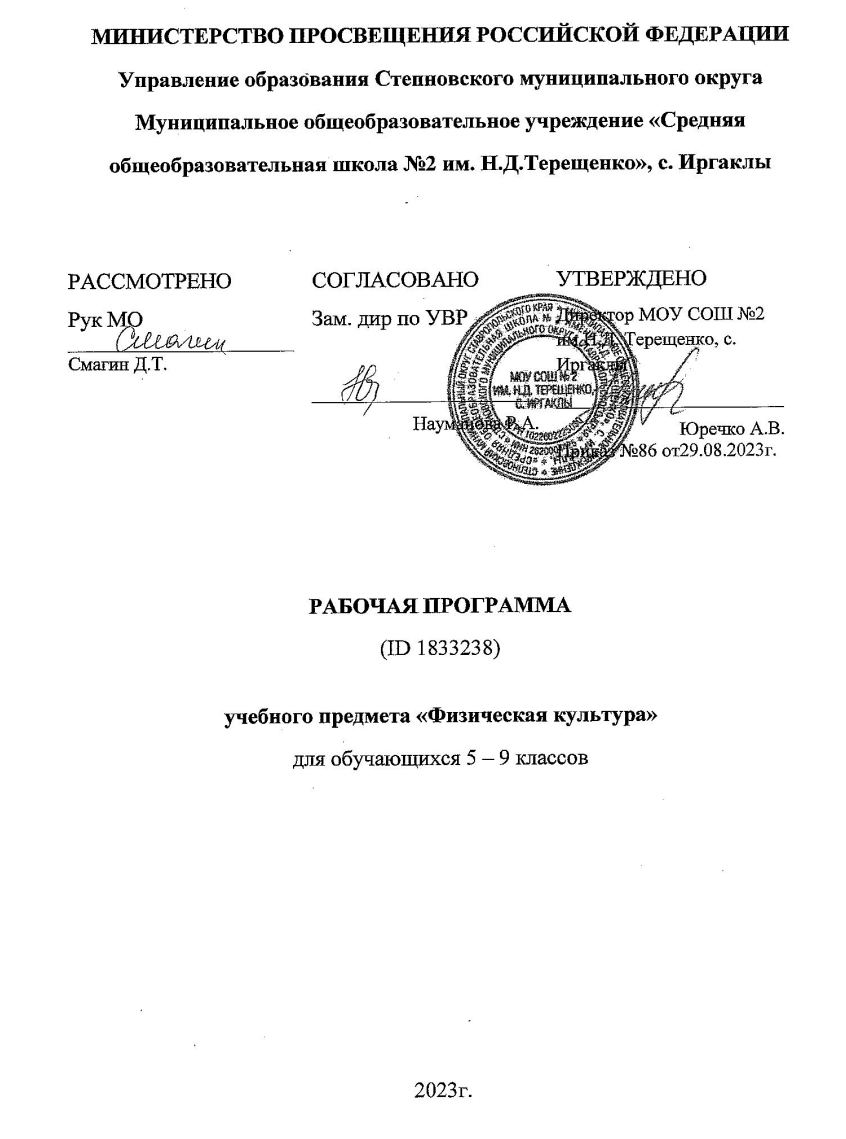 МИНИСТЕРСТВО ПРОСВЕЩЕНИЯ РОССИЙСКОЙ ФЕДЕРАЦИИ
Управление образования Степновского муниципального округа
Муниципальное общеобразовательное учреждение «Средняя
общеобразовательная школа №2 им. Н.Д.Терещенко», с. Иргаклы
РАССМОТРЕНО
Рук МО
Смагин Д.Т.
СОГЛАСОВАНО
Зам. дир по УВР
Науманова Р.А.
УТВЕРЖДЕНО
Директор МОУ СОШ №2
им Н.Д. Терещенко, с.
Иргаклы
Юречко А.В.
Приказ №86 от29.08.2023г.
МОУ СОШ № 2
ИМ. Н.Д. ТЕРЕЩЕНКО,
С. ИРГАКЛЫ
РАБОЧАЯ ПРОГРАММА
(ID 1833238)
учебного предмета «Физическая культура»
для обучающихся 5 – 9 классов
2023г.